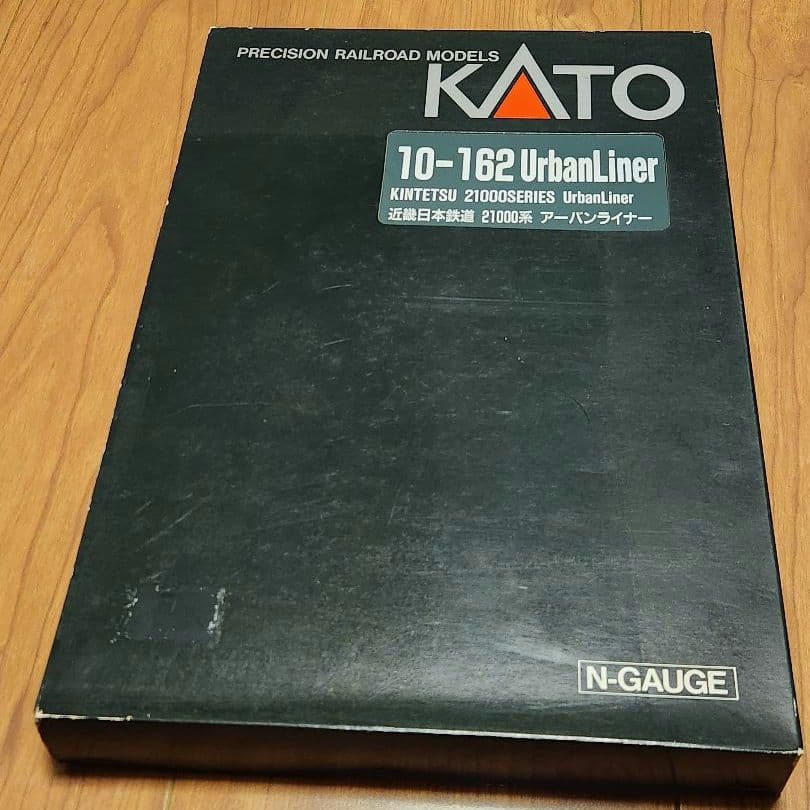 PRECISION RAILROAD MODELS
KATO
10-162 UrbanLiner
KINTETSU 21000SERIES UrbanLiner
近畿日本鉄道 21000系 アーバンライナー
N-GAUGE